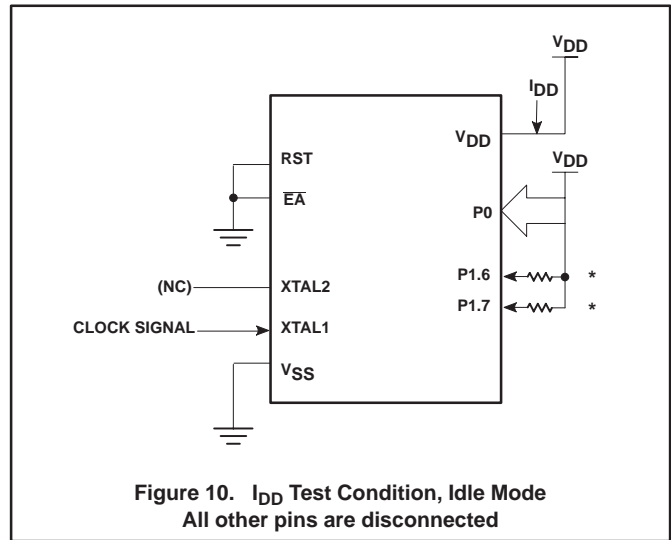 VDD
IDD
VDD
VDD
RST
EA
P0
P1.6 *
(NC) XTAL2
P1.7 *
CLOCK SIGNAL XTAL1
VSS
Figure 10. IDD Test Condition, Idle Mode
All other pins are disconnected